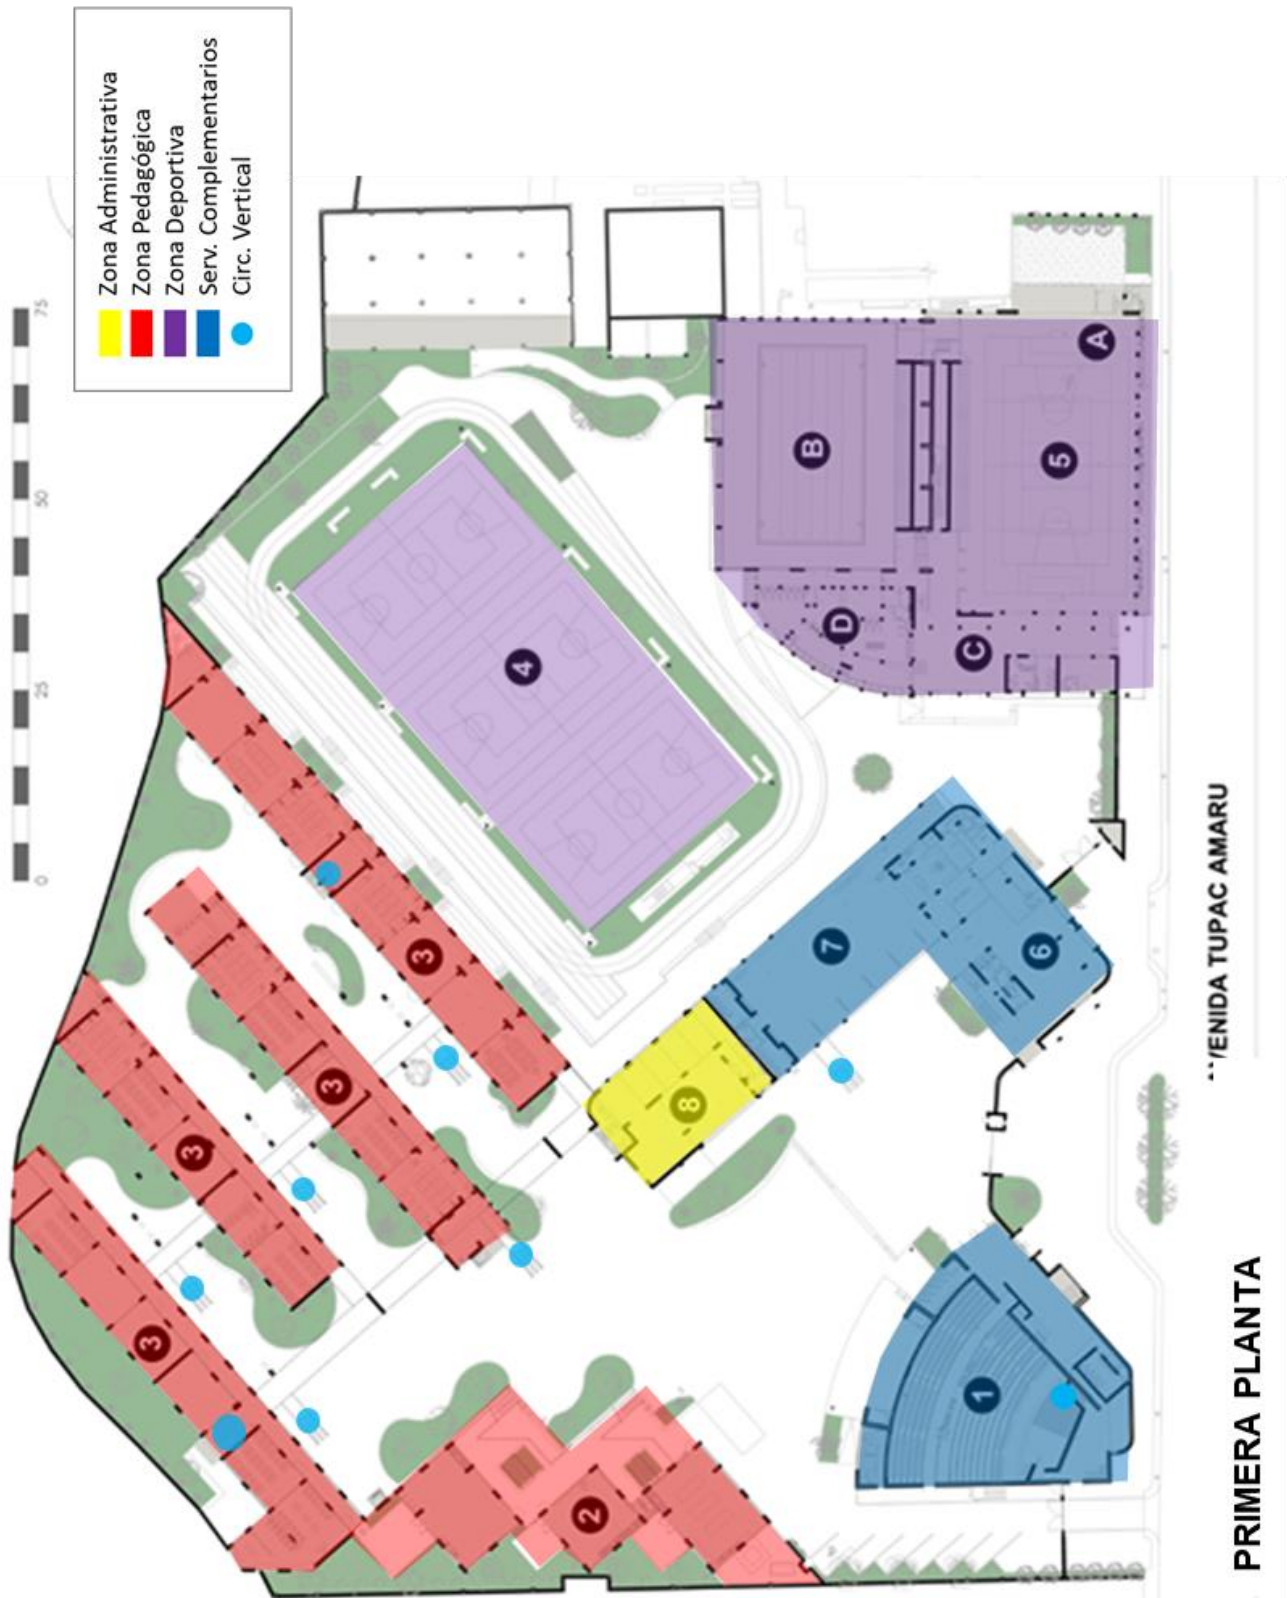 Zona Administrativa
Zona Pedagógica
Zona Deportiva
Serv. Complementarios
Circ. Vertical
0 25 50 75
3
3
3
3
2
4
8
7
6
1
B
D
C
5
A
VENIDA TUPAC AMARU
PRIMERA PLANTA